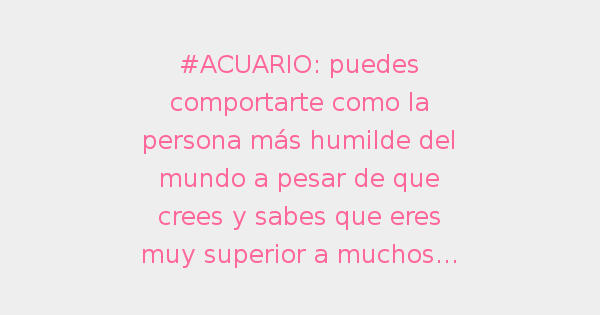 #ACUARIO: puedes
comportarte como la
persona más humilde del
mundo a pesar de que
crees y sabes que eres
muy superior a muchos...